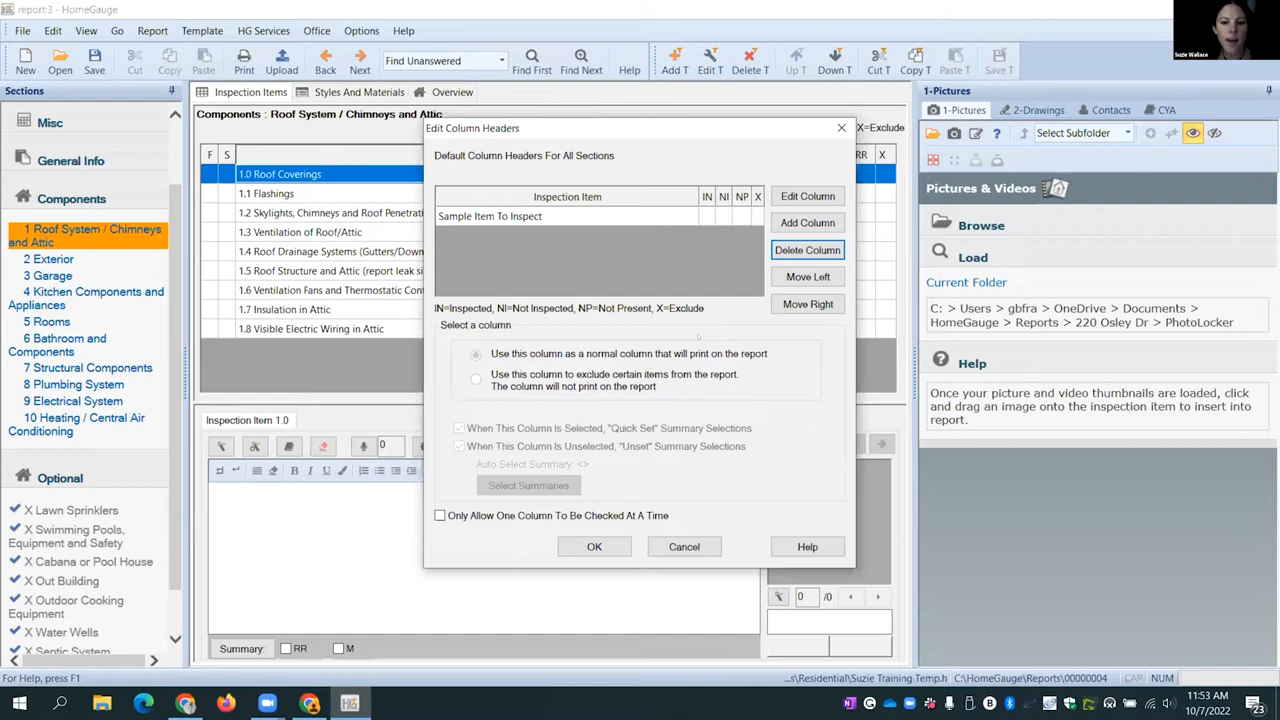 report:3 - HomeGauge
File Edit View Go Report Template HG Services Office Options Help
New Open Save Cut Copy Paste Print Upload Back Next Find Unanswered Find First Find Next Help Add T Edit T Delete T Up T Down T Cut T Copy T Paste T Save T
Suzie Wallace
Sections
Misc
General Info
Components
1 Roof System / Chimneys
and Attic
2 Exterior
3 Garage
4 Kitchen Components and
Appliances
5 Rooms
6 Bathroom and
Components
7 Structural Components
8 Plumbing System
9 Electrical System
10 Heating / Central Air
Conditioning
Optional
X Lawn Sprinklers
X Swimming Pools,
Equipment and Safety
X Cabana or Pool House
X Out Building
X Outdoor Cooking
Equipment
X Water Wells
X Septic System
Inspection Items Styles And Materials Overview
Components : Roof System / Chimneys and Attic
X=Exclude
F S RR X
1.0 Roof Coverings
1.1 Flashings
1.2 Skylights, Chimneys and Roof Penetrati
1.3 Ventilation of Roof/Attic
1.4 Roof Drainage Systems (Gutters/Down
1.5 Roof Structure and Attic (report leak si
1.6 Ventilation Fans and Thermostatic Cont
1.7 Insulation in Attic
1.8 Visible Electric Wiring in Attic
Inspection Item 1.0
0
B I U
Summary: RR M
0 /0
Edit Column Headers
Default Column Headers For All Sections
Inspection Item IN NI NP X
Sample Item To Inspect
Edit Column
Add Column
Delete Column
Move Left
Move Right
IN=Inspected, NI=Not Inspected, NP=Not Present, X=Exclude
Select a column
Use this column as a normal column that will print on the report
Use this column to exclude certain items from the report.
The column will not print on the report
When This Column Is Selected, "Quick Set" Summary Selections
When This Column Is Unselected, "Unset" Summary Selections
Auto Select Summary: <>
Select Summaries
Only Allow One Column To Be Checked At A Time
OK Cancel Help
1-Pictures
1-Pictures 2-Drawings Contacts CYA
Select Subfolder
Pictures & Videos
Browse
Load
Current Folder
C: > Users > gbfra > OneDrive > Documents >
HomeGauge > Reports > 220 Osley Dr > PhotoLocker
Help
Once your picture and video thumbnails are loaded, click
and drag an image onto the inspection item to insert into
report.
For Help, press F1
...s\Residential\Suzie Training Temp.h C:\HomeGauge\Reports\00000004 CAP NUM
11:53 AM
10/7/2022
23